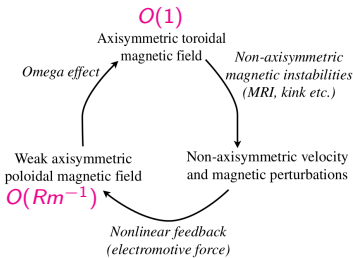 O(1)
Axisymmetric toroidal
magnetic field
Omega effect
Non-axisymmetric
magnetic instabilities
(MRI, kink etc.)
Weak axisymmetric
poloidal magnetic field
O(Rm⁻¹)
Non-axisymmetric velocity
and magnetic perturbations
Nonlinear feedback
(electromotive force)